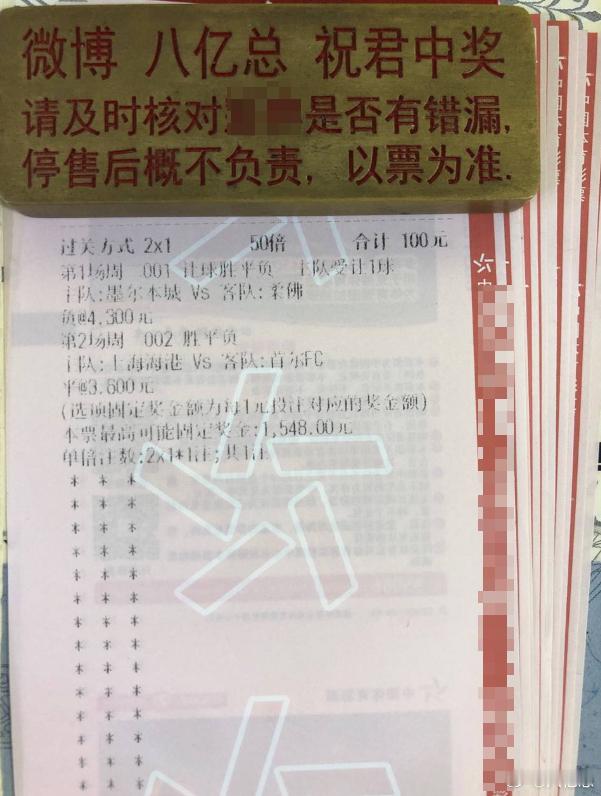 微博 八亿总 祝君中奖
请及时核对 是否有错漏,
停售后概不负责, 以票为准.
过关方式 2x1 50倍 合计 100元
第1场周 001 让球胜平负 主队受让1球
主队:墨尔本城 Vs 客队:柔佛
负@4.300元
第2场周 002 胜平负
主队:上海海港 Vs 客队:首尔FC
平@3.600元
(选项固定奖金额为每1元投注对应的奖金额)
本票最高可能固定奖金:1,548.00元
单倍注数:2x1*1注;共1注